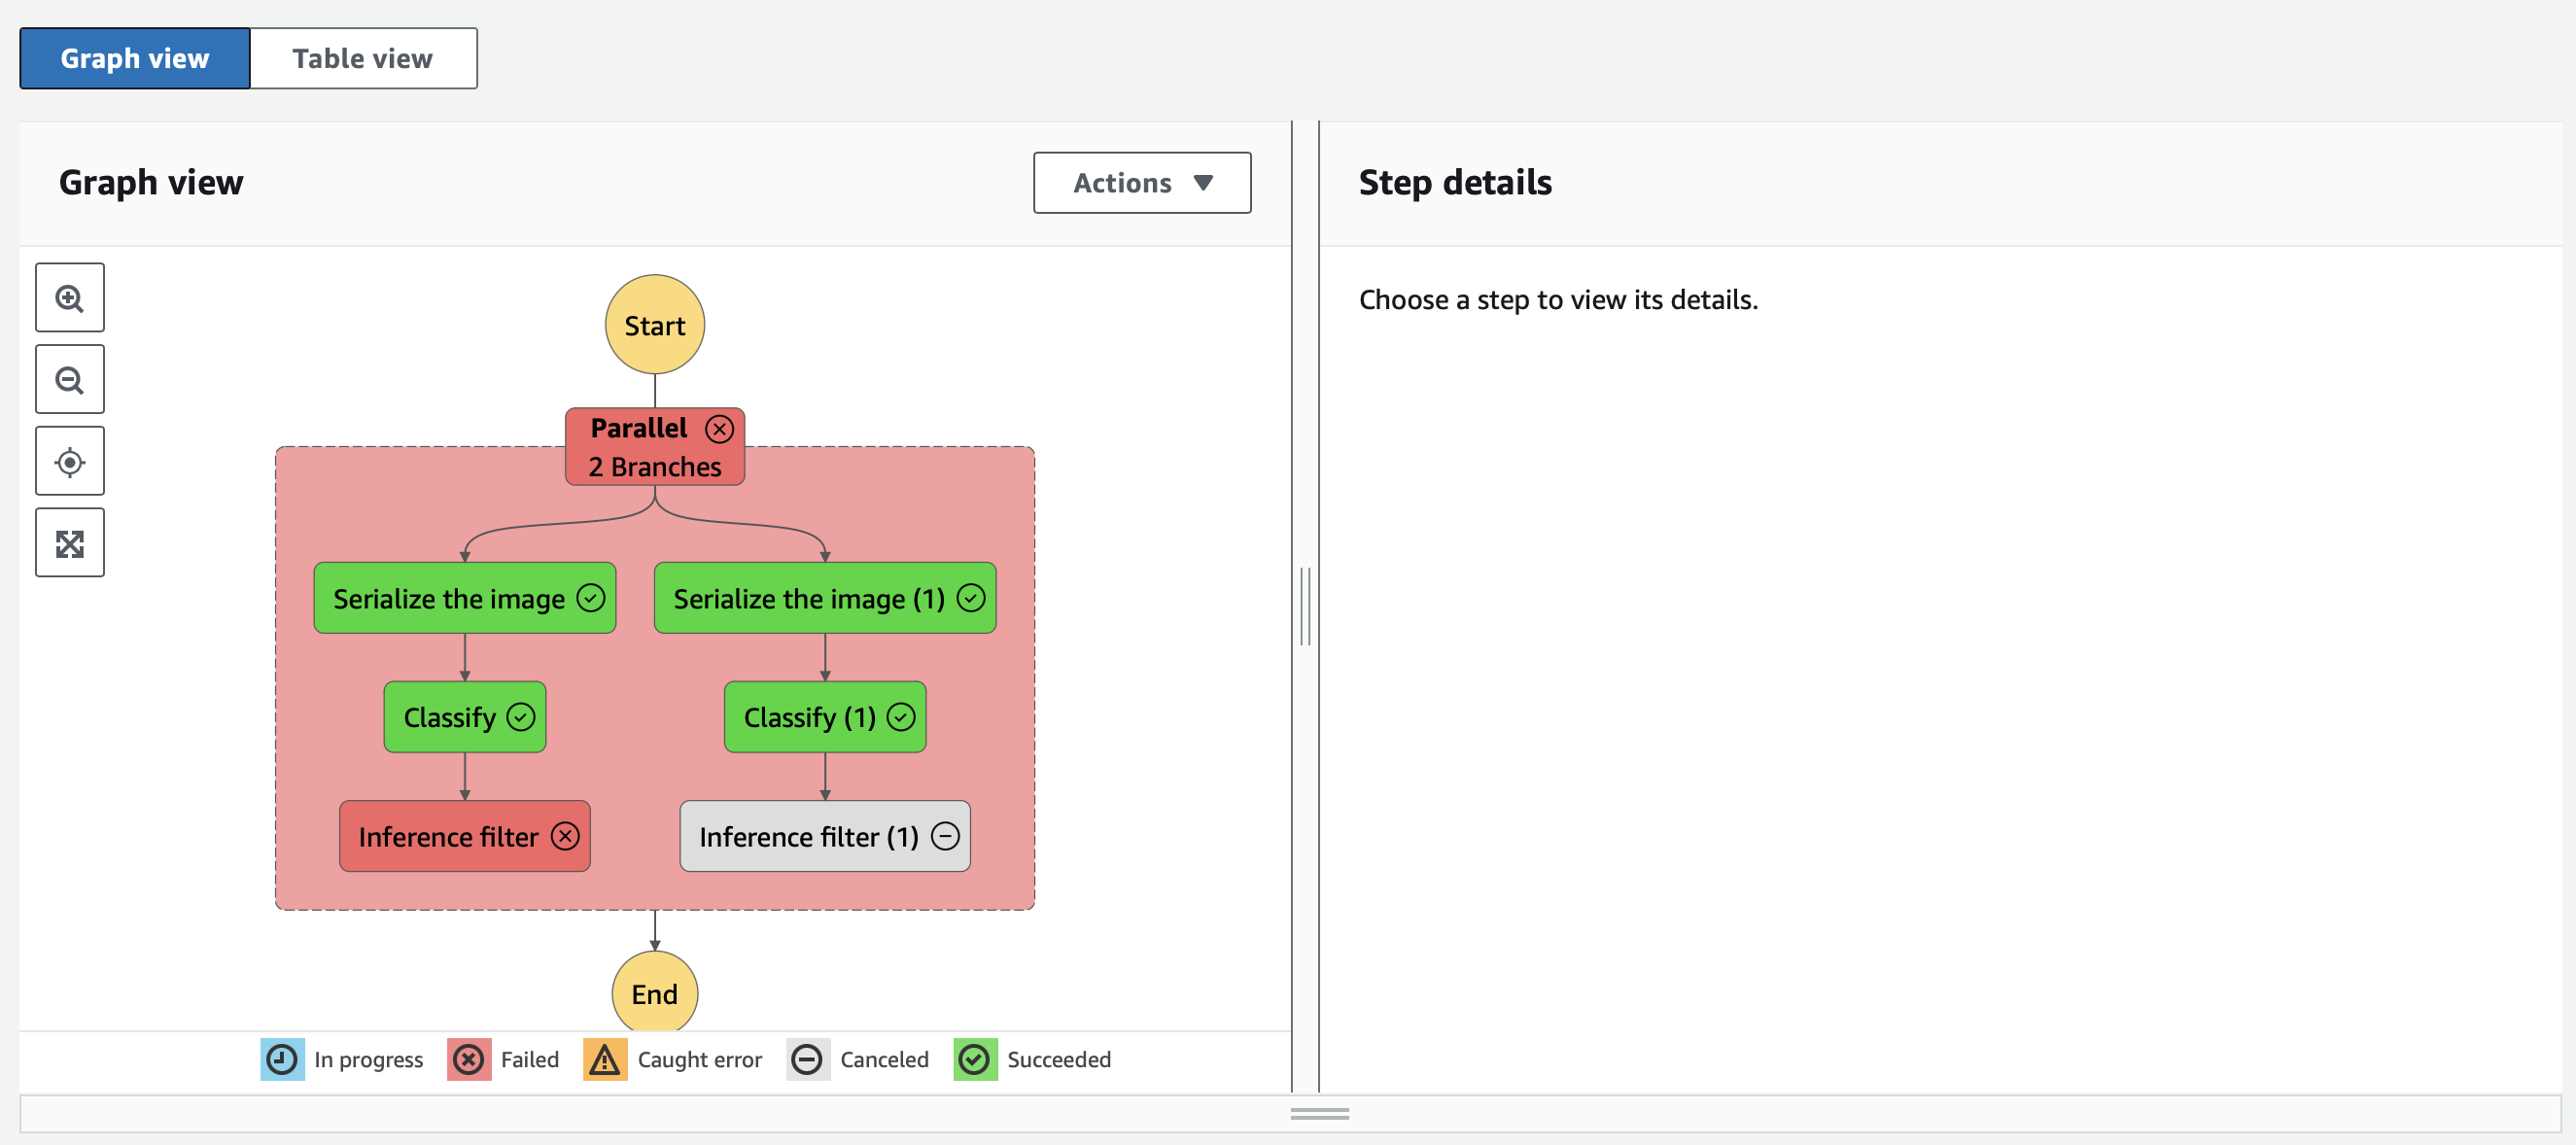 Graph view
Table view
Graph view
Actions
Step details
Choose a step to view its details.
Start
Parallel
2 Branches
Serialize the image
Serialize the image (1)
Classify
Classify (1)
Inference filter
Inference filter (1)
End
In progress
Failed
Caught error
Canceled
Succeeded